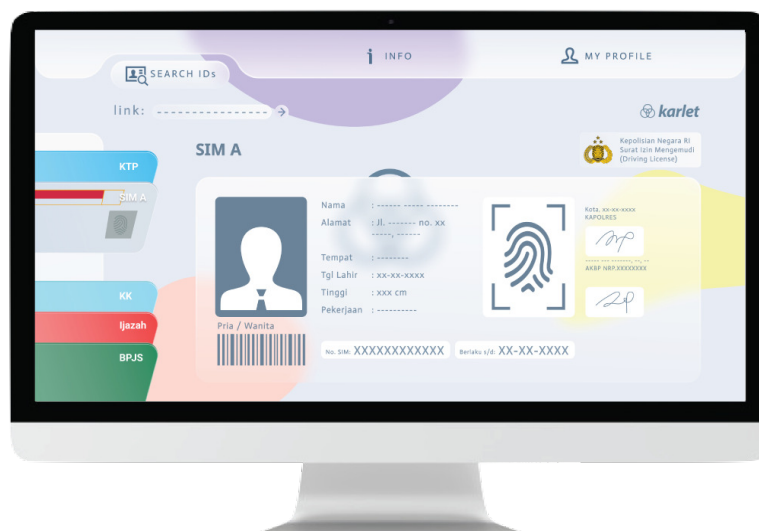 INFO
MY PROFILE
SEARCH IDs
link: ----------------
karlet
SIM A
Kepolisian Negara RI
Surat Izin Mengemudi
(Driving License)
KTP
SIM A
KK
Ijazah
BPJS
Nama : ------ ----- --------
Alamat : Jl. ------- no. xx
-----, ------
Tempat : --------
Tgl Lahir : xx-xx-xxxx
Tinggi : xxx cm
Pekerjaan : ----------
Pria / Wanita
No. SIM: XXXXXXXXXXXX
Berlaku s/d: XX-XX-XXXX
Kota, xx-xx-xxxx
KAPOLRES
AKBP NRP.XXXXXXXX